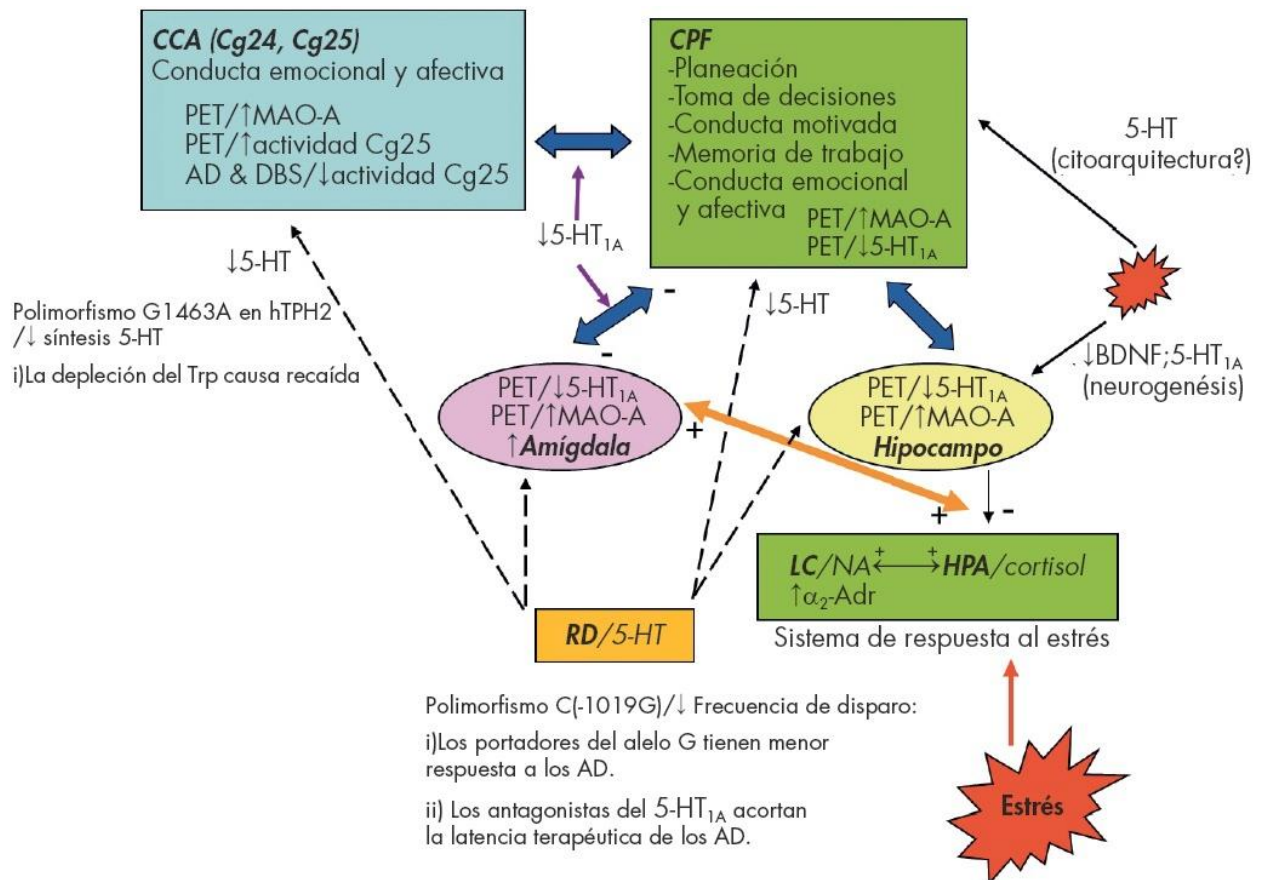 CCA (Cg24, Cg25)
Conducta emocional y afectiva
PET/↑MAO-A
PET/↑actividad Cg25
AD & DBS/↓actividad Cg25
CPF
-Planeación
-Toma de decisiones
-Conducta motivada
-Memoria de trabajo
-Conducta emocional
y afectiva
PET/↑MAO-A
PET/↓5-HT1A
5-HT
(citoarquitectura?)
↓5-HT1A
↓5-HT
Polimorfismo G1463A en hTPH2
/↓ síntesis 5-HT
i)La depleción del Trp causa recaída
↓5-HT
-
-
↓BDNF;5-HT1A
(neurogenésis)
PET/↓5-HT1A
PET/↑MAO-A
↑Amígdala
+
PET/↓5-HT1A
PET/↑MAO-A
Hipocampo
+ -
LC/NA +⟷+ HPA/cortisol
↑α2-Adr
Sistema de respuesta al estrés
RD/5-HT
Polimorfismo C(-1019G)/↓ Frecuencia de disparo:
i)Los portadores del alelo G tienen menor
respuesta a los AD.
ii) Los antagonistas del 5-HT1A acortan
la latencia terapéutica de los AD.
Estrés